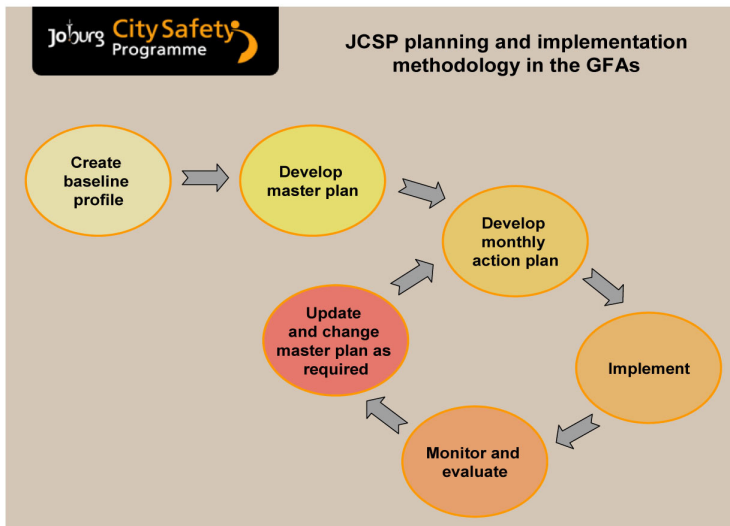 Joburg City Safety
Programme
JCSP planning and implementation
methodology in the GFAs
Create
baseline
profile
Develop
master plan
Develop
monthly
action plan
Implement
Monitor and
evaluate
Update
and change
master plan as
required